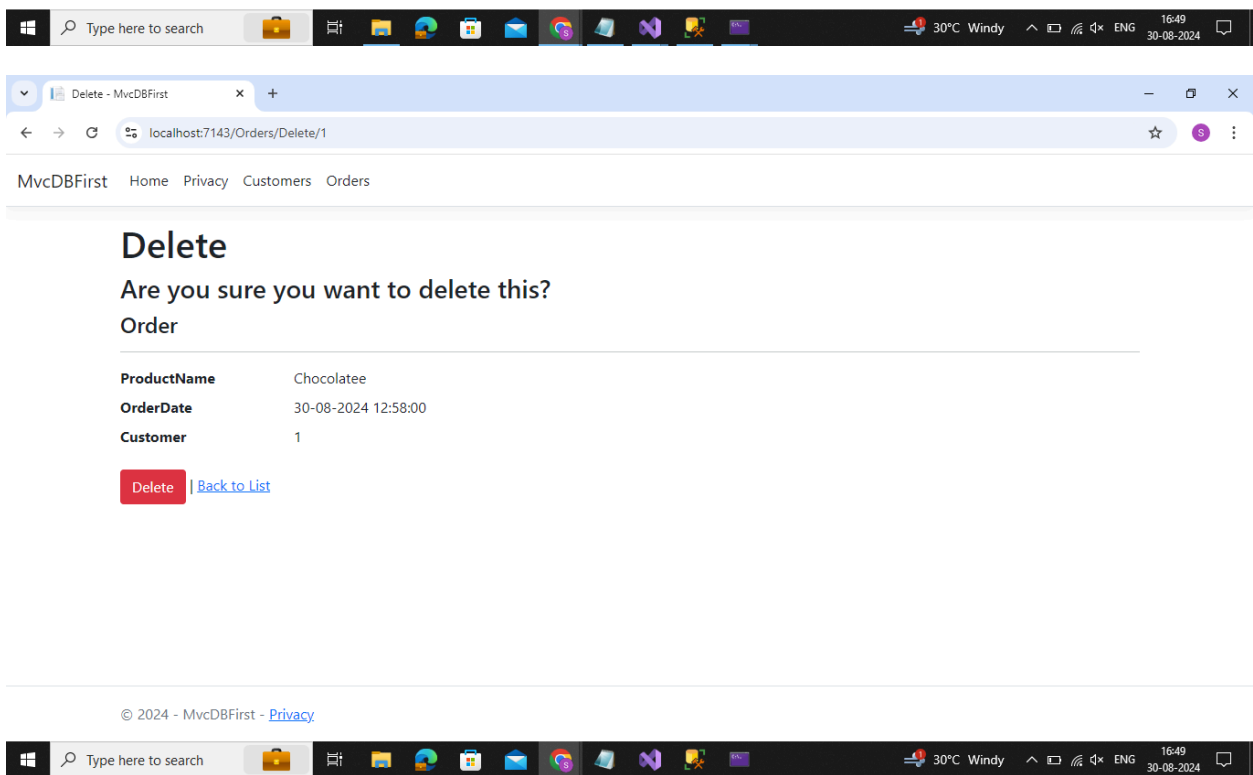 Type here to search 30°C Windy ENG 16:49
30-08-2024
Delete - MvcDBFirst
localhost:7143/Orders/Delete/1 S
MvcDBFirst Home Privacy Customers Orders
Delete
Are you sure you want to delete this?
Order
ProductName Chocolatee
OrderDate 30-08-2024 12:58:00
Customer 1
Delete | Back to List
© 2024 - MvcDBFirst - Privacy
Type here to search 30°C Windy ENG 16:49
30-08-2024